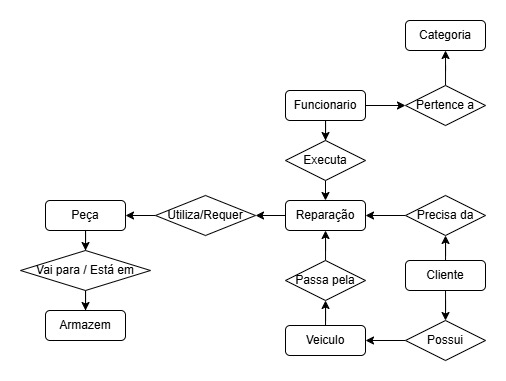 Categoria
Funcionario
Pertence a
Executa
Peça
Utiliza/Requer
Reparação
Precisa da
Vai para / Está em
Passa pela
Cliente
Armazem
Veiculo
Possui